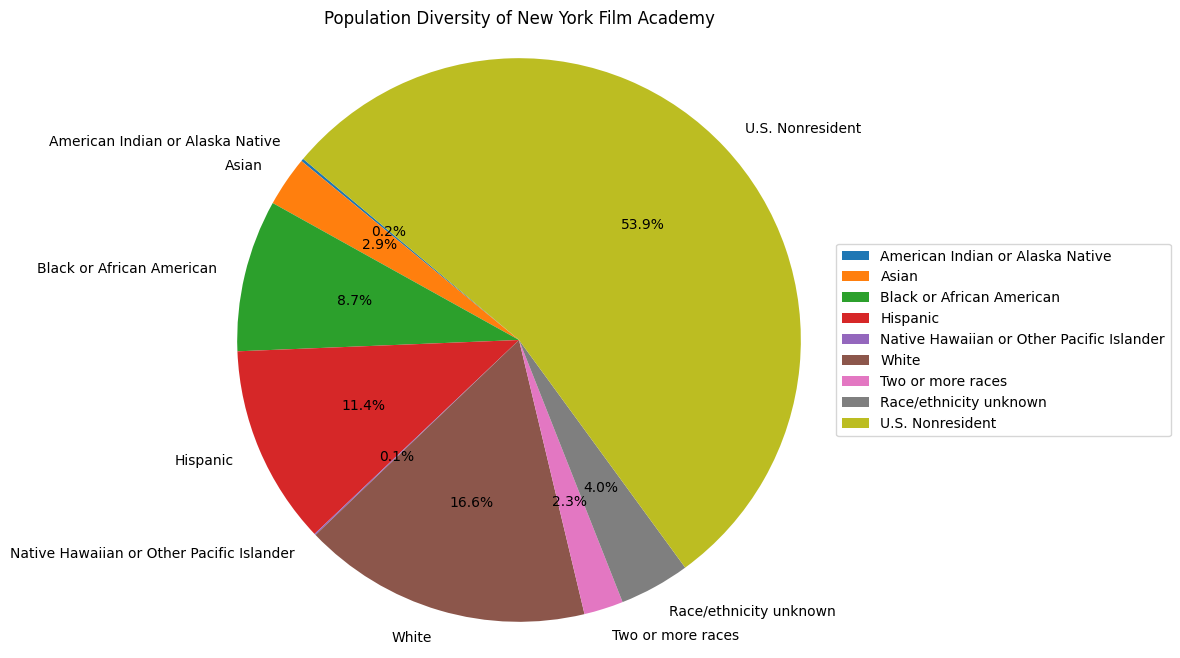 Population Diversity of New York Film Academy
U.S. Nonresident
American Indian or Alaska Native
Asian
53.9%
0.2%
2.9%
Black or African American
8.7%
American Indian or Alaska Native
Asian
Black or African American
Hispanic
Native Hawaiian or Other Pacific Islander
White
Two or more races
Race/ethnicity unknown
U.S. Nonresident
11.4%
Hispanic
0.1%
16.6%
2.3%
4.0%
Native Hawaiian or Other Pacific Islander
Race/ethnicity unknown
White
Two or more races